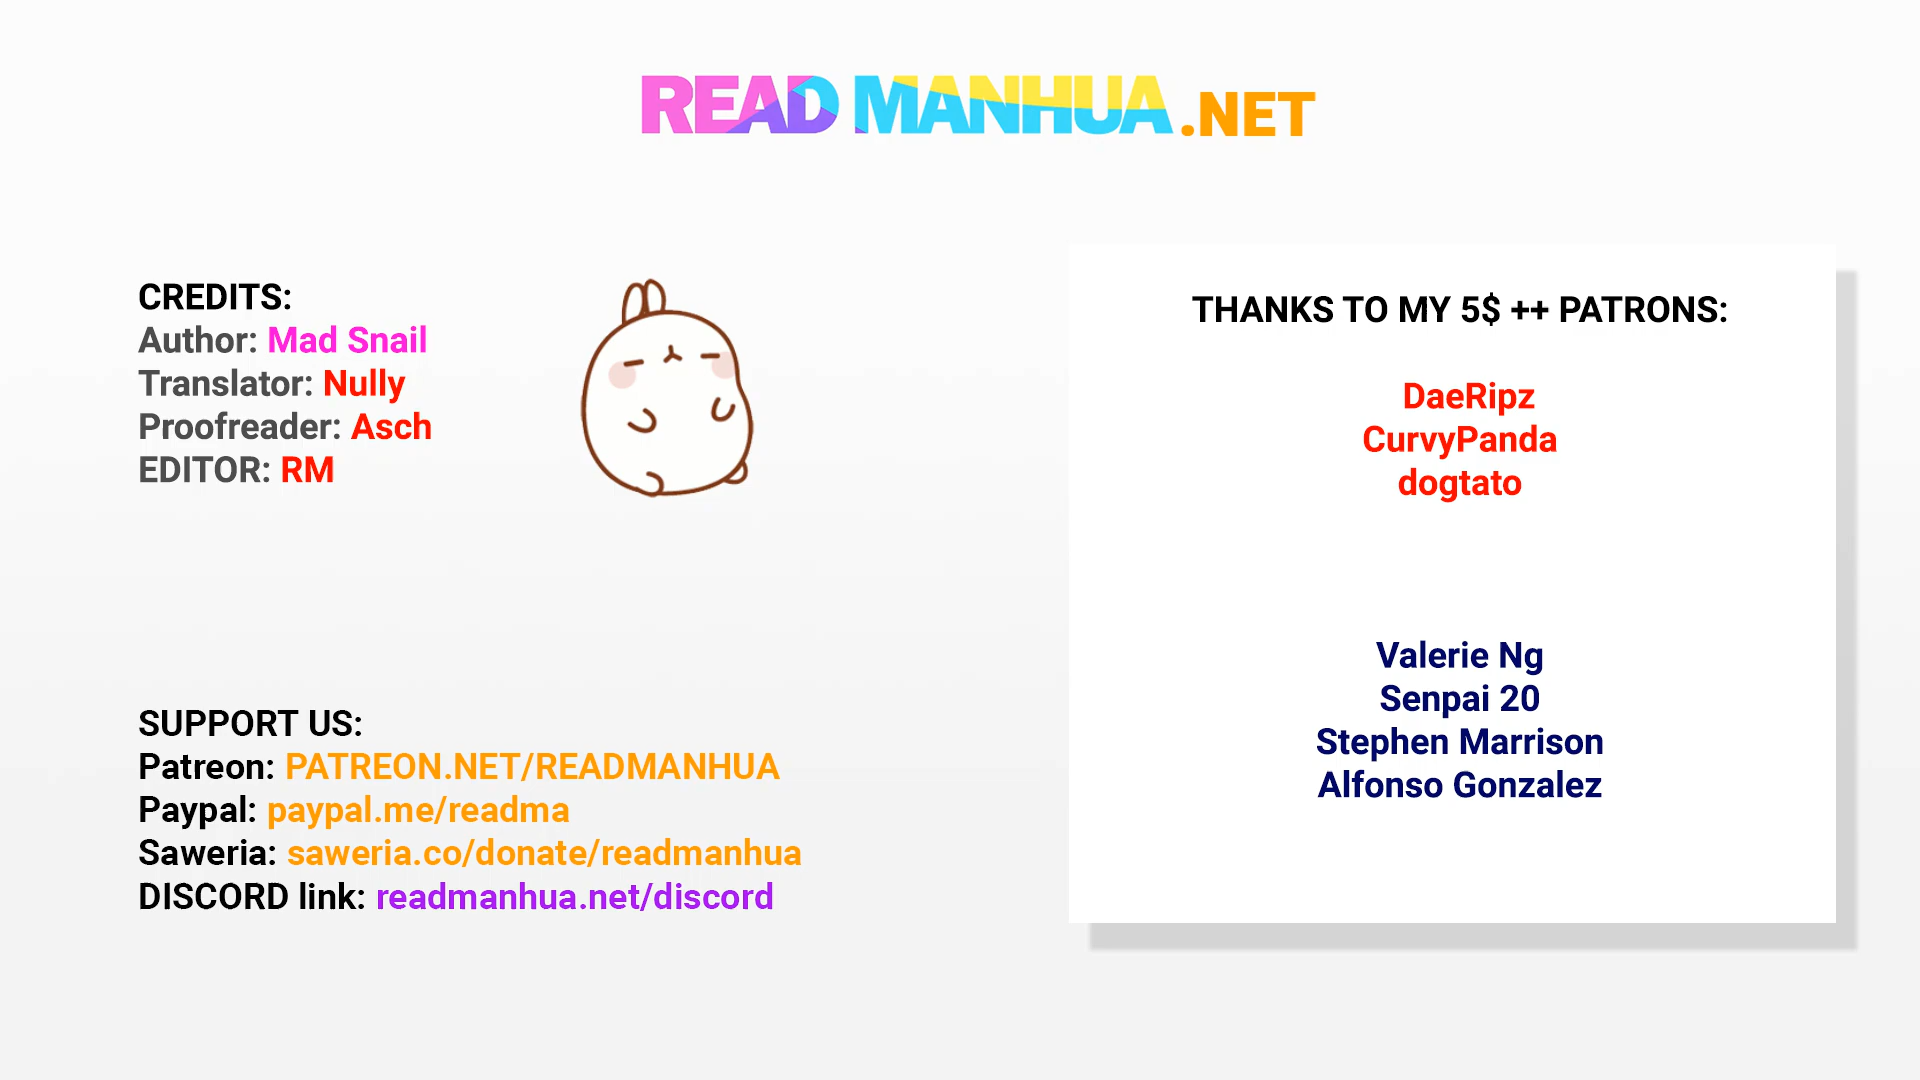 READ MANHUA.NET
CREDITS:
Author: Mad Snail
Translator: Nully
Proofreader: Asch
EDITOR: RM
SUPPORT US:
Patreon: PATREON.NET/READMANHUA
Paypal: paypal.me/readma
Saweria: saweria.co/donate/readmanhua
DISCORD link: readmanhua.net/discord
THANKS TO MY 5$ ++ PATRONS:
DaeRipz
CurvyPanda
dogtato
Valerie Ng
Senpai 20
Stephen Marrison
Alfonso Gonzalez